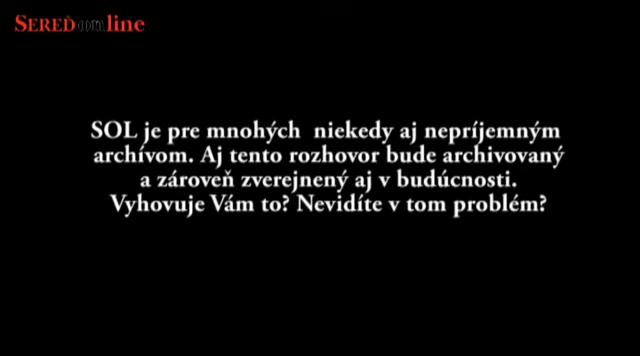 SEREĎonline
SOL je pre mnohých niekedy aj nepríjemným
archívom. Aj tento rozhovor bude archivovaný
a zároveň zverejnený aj v budúcnosti.
Vyhovuje Vám to? Nevidíte v tom problém?